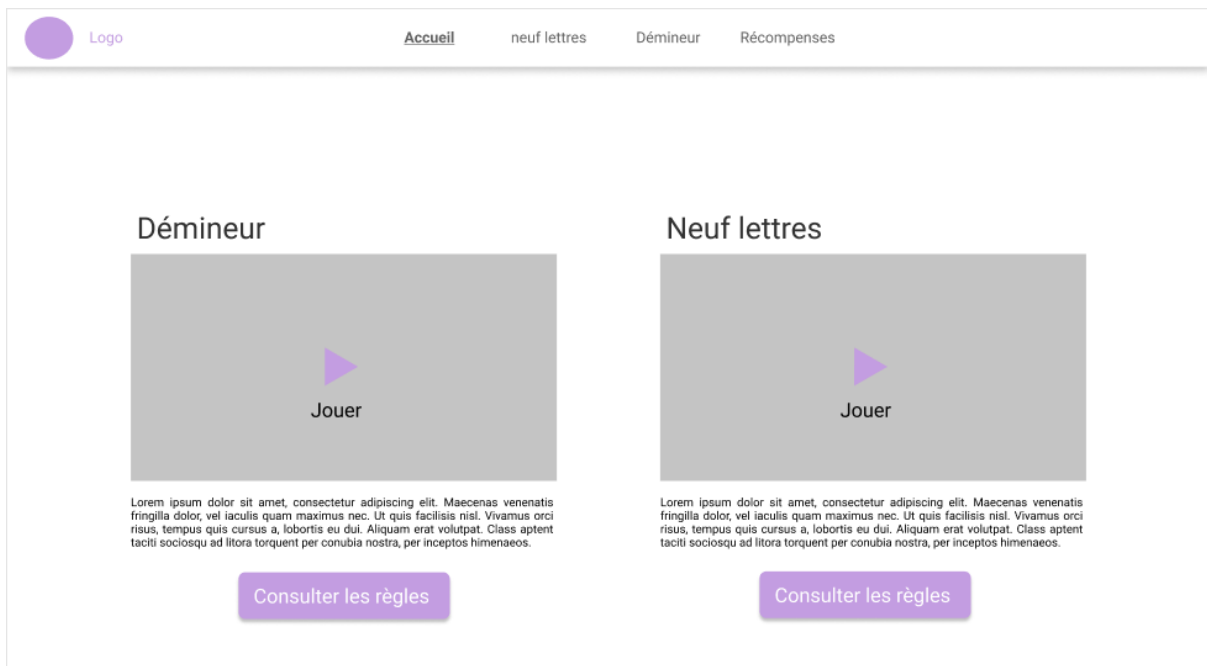 Logo
Accueil
neuf lettres
Démineur
Récompenses
Démineur
Jouer
Lorem ipsum dolor sit amet, consectetur adipiscing elit. Maecenas venenatis
fringilla dolor, vel iaculis quam maximus nec. Ut quis facilisis nisl. Vivamus orci
risus, tempus quis cursus a, lobortis eu dui. Aliquam erat volutpat. Class aptent
taciti sociosqu ad litora torquent per conubia nostra, per inceptos himenaeos.
Consulter les règles
Neuf lettres
Jouer
Lorem ipsum dolor sit amet, consectetur adipiscing elit. Maecenas venenatis
fringilla dolor, vel iaculis quam maximus nec. Ut quis facilisis nisl. Vivamus orci
risus, tempus quis cursus a, lobortis eu dui. Aliquam erat volutpat. Class aptent
taciti sociosqu ad litora torquent per conubia nostra, per inceptos himenaeos.
Consulter les règles